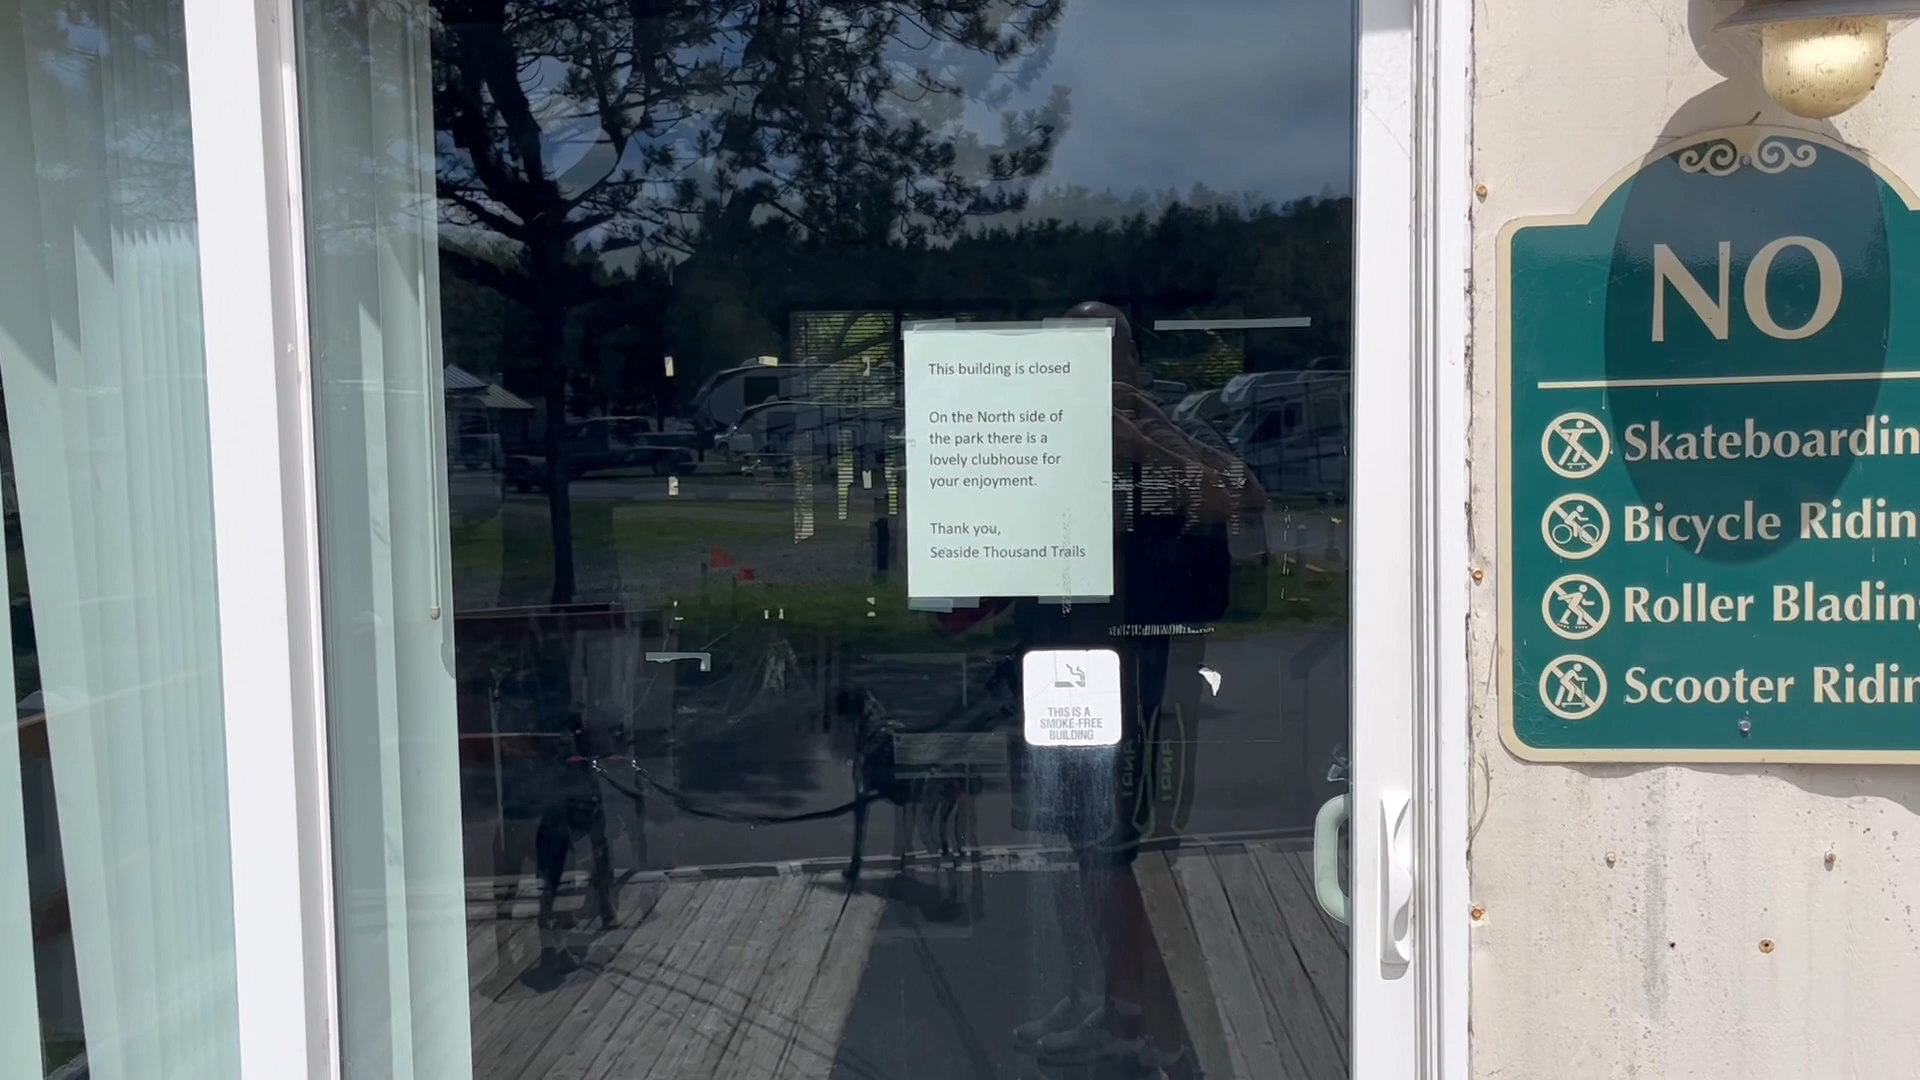 This building is closed
On the North side of
the park there is a
lovely clubhouse for
your enjoyment.
Thank you,
Seaside Thousand Trails
THIS IS A
SMOKE-FREE
BUILDING
NO
Skateboardin
Bicycle Ridin
Roller Blading
Scooter Ridin